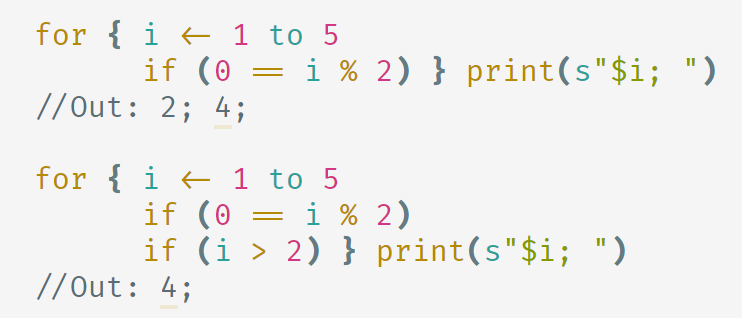 for { i ← 1 to 5
      if (0 == i % 2) } print(s"$i; ")
//Out: 2; 4;

for { i ← 1 to 5
      if (0 == i % 2)
      if (i > 2) } print(s"$i; ")
//Out: 4;